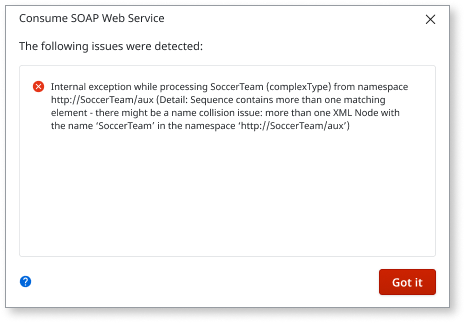 Consume SOAP Web Service
The following issues were detected:
Internal exception while processing SoccerTeam (complexType) from namespace
http://SoccerTeam/aux (Detail: Sequence contains more than one matching
element - there might be a name collision issue: more than one XML Node with
the name ‘SoccerTeam’ in the namespace ‘http://SoccerTeam/aux’)
?
Got it